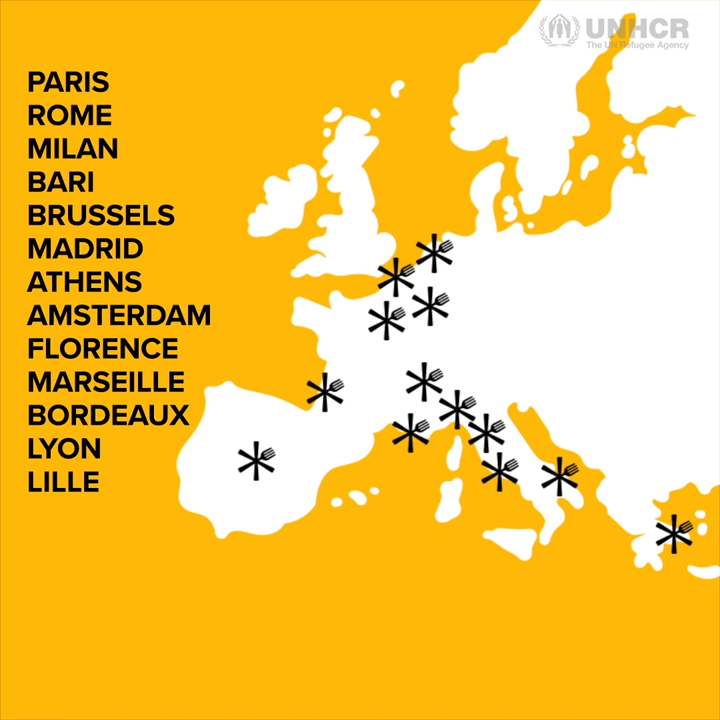 UNHCR
The UN Refugee Agency
PARIS
ROME
MILAN
BARI
BRUSSELS
MADRID
ATHENS
AMSTERDAM
FLORENCE
MARSEILLE
BORDEAUX
LYON
LILLE